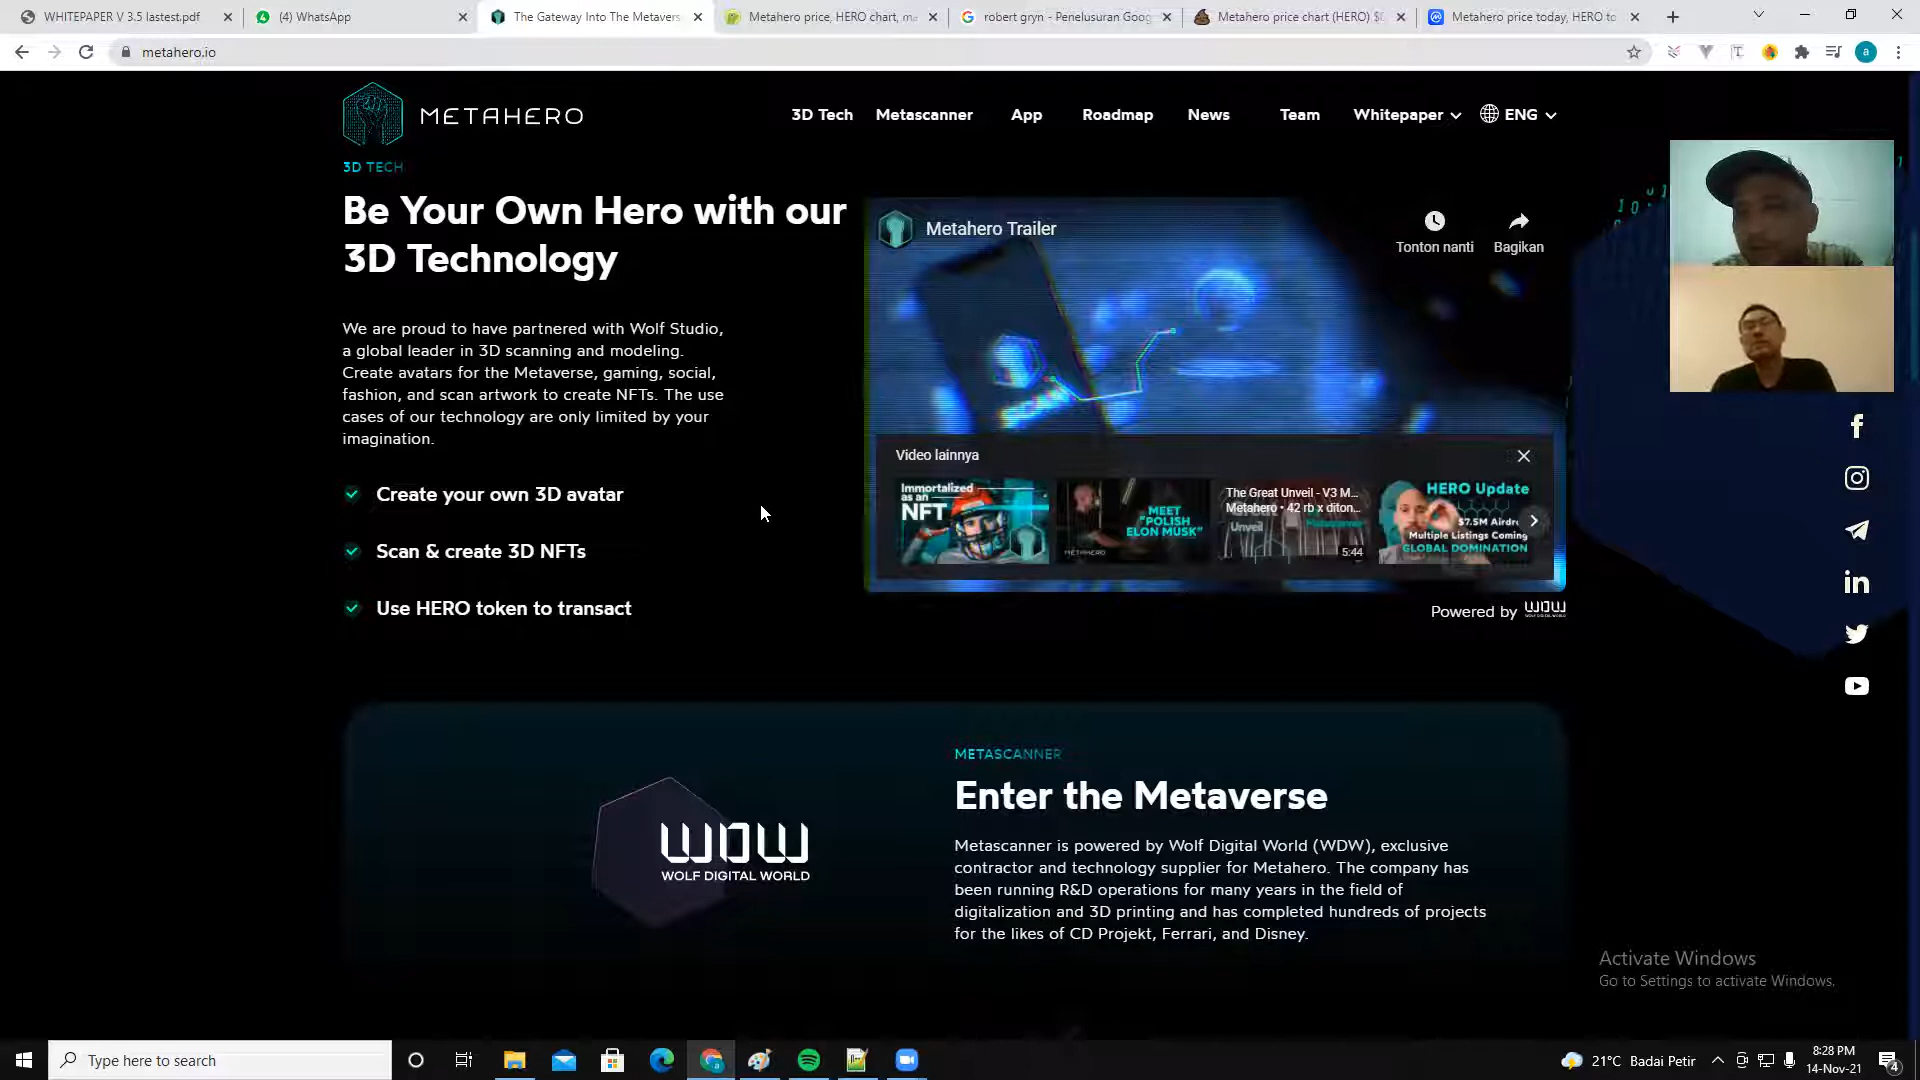 WHITEPAPER V 3.5 lastest.pdf
(4) WhatsApp
The Gateway Into The Metavers
Metahero price, HERO chart, ma
robert gryn - Penelusuran Goog
Metahero price chart (HERO) $0
Metahero price today, HERO to
metahero.io
METAHERO
3D Tech
Metascanner
App
Roadmap
News
Team
Whitepaper
ENG
3D TECH
Be Your Own Hero with our
3D Technology
We are proud to have partnered with Wolf Studio,
a global leader in 3D scanning and modeling.
Create avatars for the Metaverse, gaming, social,
fashion, and scan artwork to create NFTs. The use
cases of our technology are only limited by your
imagination.
Create your own 3D avatar
Scan & create 3D NFTs
Use HERO token to transact
Metahero Trailer
Tonton nanti
Bagikan
Video lainnya
Immortalized
as an
NFT
MEET
"POLISH
ELON MUSK"
METAHERO
The Great Unveil - V3 M...
Metahero • 42 rb x diton...
Unveil
5:44
HERO Update
$7.5M Airdro
Multiple Listings Coming
GLOBAL DOMINATION
Powered by WDW
WDW
WOLF DIGITAL WORLD
METASCANNER
Enter the Metaverse
Metascanner is powered by Wolf Digital World (WDW), exclusive
contractor and technology supplier for Metahero. The company has
been running R&D operations for many years in the field of
digitalization and 3D printing and has completed hundreds of projects
for the likes of CD Projekt, Ferrari, and Disney.
Activate Windows
Go to Settings to activate Windows.
Type here to search
21°C Badai Petir
8:28 PM
14-Nov-21
4